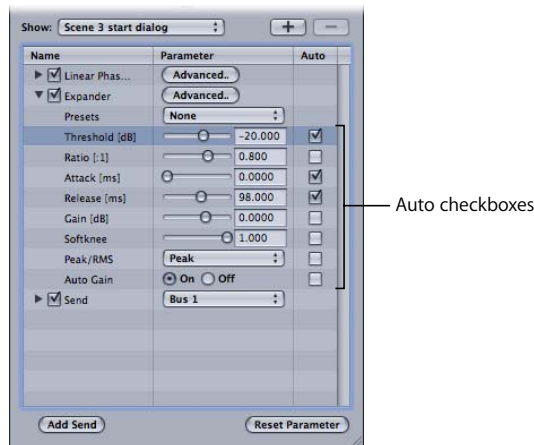 Show: Scene 3 start dialog
Name Parameter Auto
Linear Phas... Advanced..
Expander Advanced..
Presets None
Threshold [dB] -20.000
Ratio [:1] 0.800
Attack [ms] 0.0000
Release [ms] 98.000
Gain [dB] 0.0000
Softknee 1.000
Peak/RMS Peak
Auto Gain On Off
Send Bus 1
Auto checkboxes
Add Send Reset Parameter